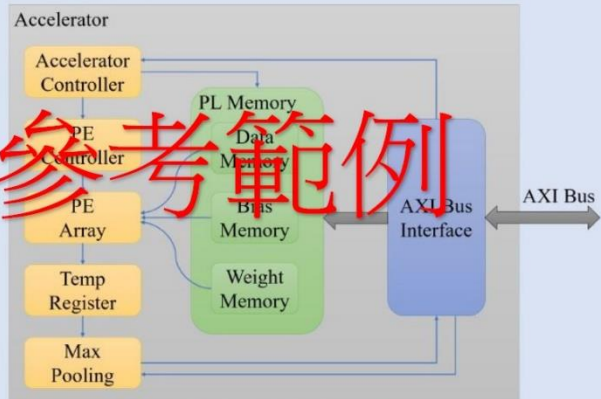 Accelerator
Accelerator
Controller
PE
Controller
PE
Array
Temp
Register
Max
Pooling
PL Memory
Data
Memory
Bias
Memory
Weight
Memory
AXI Bus
Interface
AXI Bus
參考範例